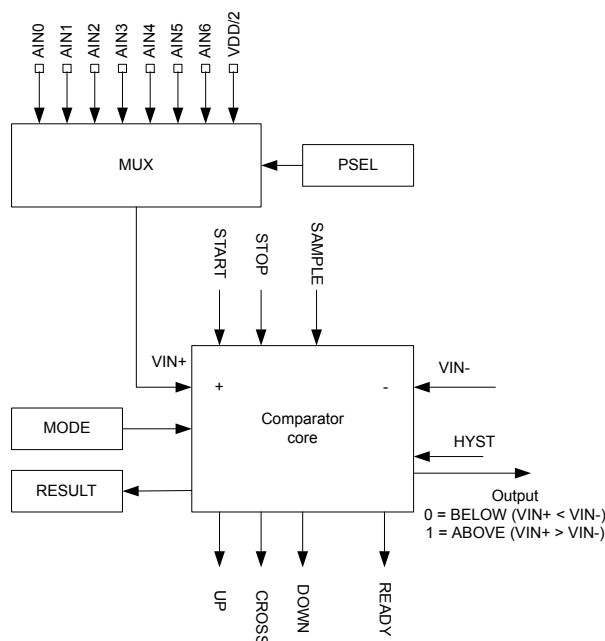 AIN0
AIN1
AIN2
AIN3
AIN4
AIN5
AIN6
VDD/2
MUX
PSEL
START
STOP
SAMPLE
VIN+
VIN-
+
-
Comparator
core
MODE
HYST
RESULT
Output
0 = BELOW (VIN+ < VIN-)
1 = ABOVE (VIN+ > VIN-)
UP
CROSS
DOWN
READY